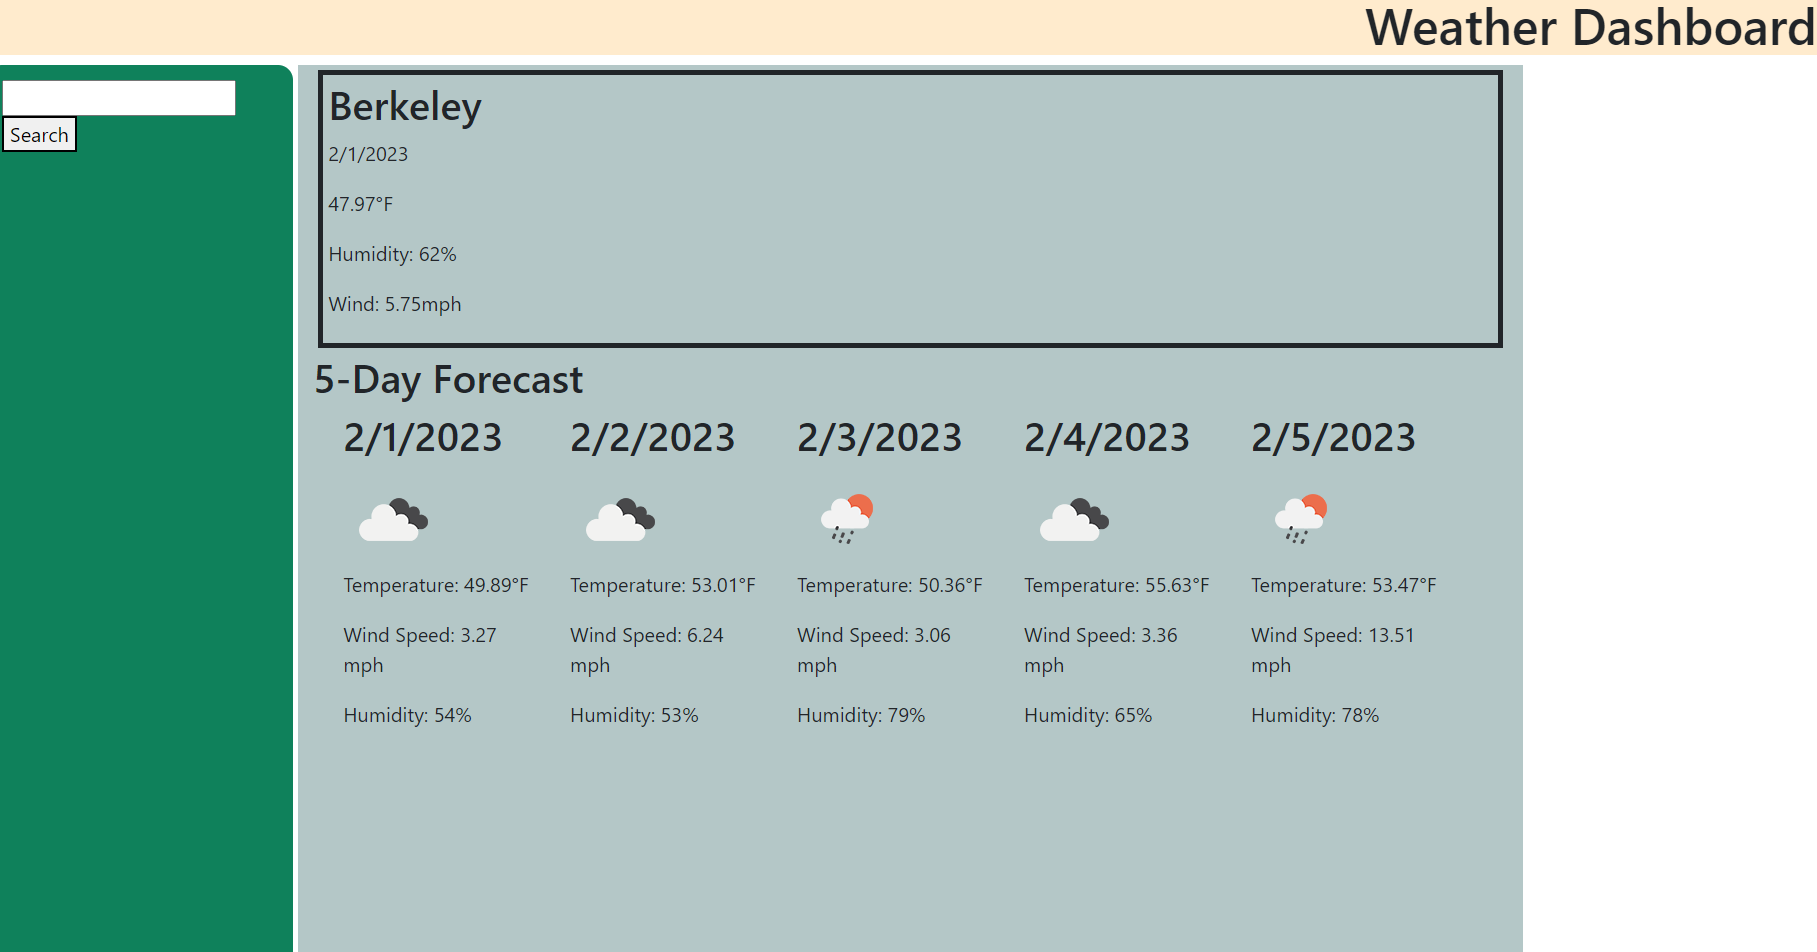 Weather Dashboard
Search
Berkeley
2/1/2023
47.97°F
Humidity: 62%
Wind: 5.75mph
5-Day Forecast
2/1/2023
Temperature: 49.89°F
Wind Speed: 3.27
mph
Humidity: 54%
2/2/2023
Temperature: 53.01°F
Wind Speed: 6.24
mph
Humidity: 53%
2/3/2023
Temperature: 50.36°F
Wind Speed: 3.06
mph
Humidity: 79%
2/4/2023
Temperature: 55.63°F
Wind Speed: 3.36
mph
Humidity: 65%
2/5/2023
Temperature: 53.47°F
Wind Speed: 13.51
mph
Humidity: 78%